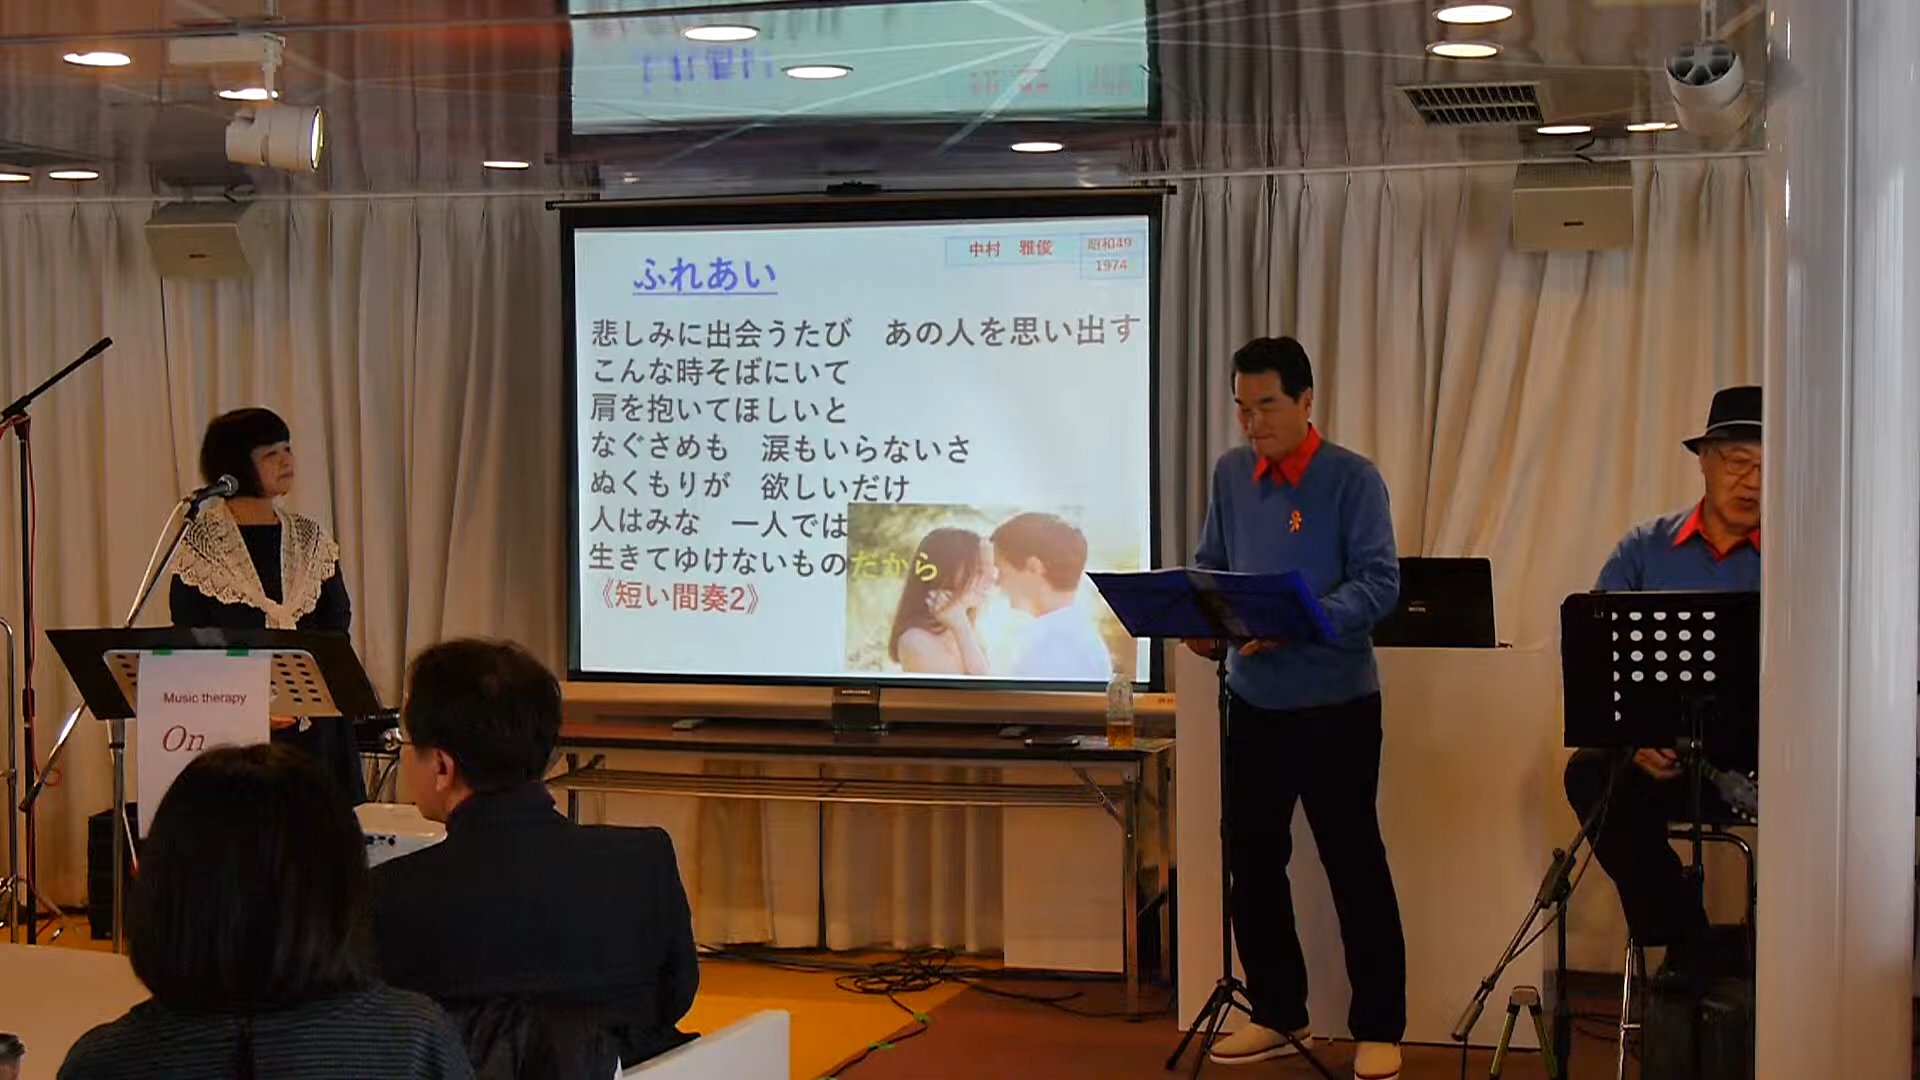 ふれあい
中村 雅俊
昭和49
1974
悲しみに出会うたび あの人を思い出す
こんな時そばにいて
肩を抱いてほしいと
なぐさめも 涙もいらないさ
ぬくもりが 欲しいだけ
人はみな 一人では
生きてゆけないものだから
《短い間奏2》
Music therapy
On